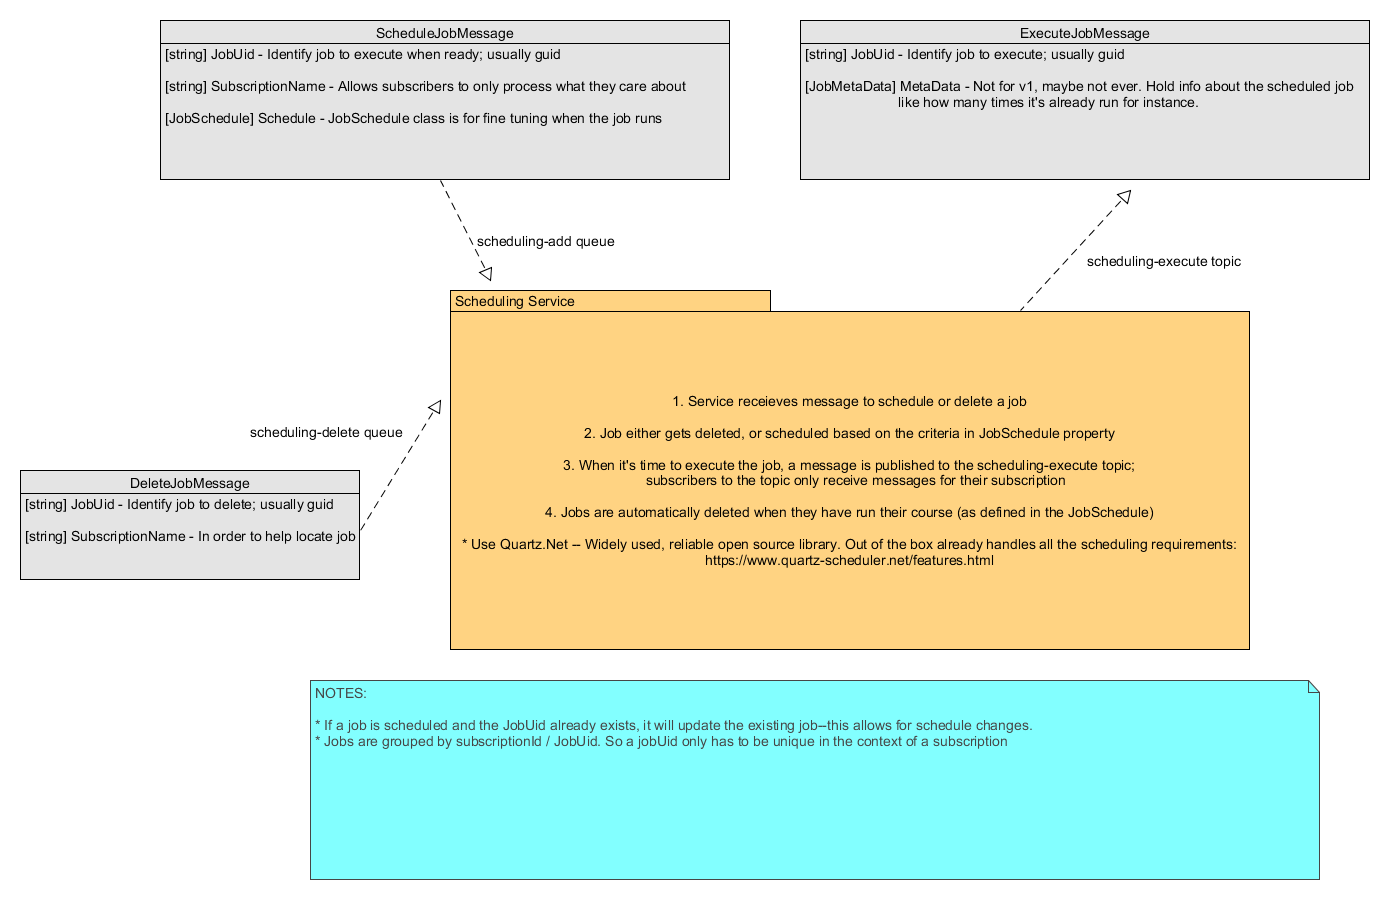 ScheduleJobMessage
[string] JobUid - Identify job to execute when ready; usually guid
[string] SubscriptionName - Allows subscribers to only process what they care about
[JobSchedule] Schedule - JobSchedule class is for fine tuning when the job runs
ExecuteJobMessage
[string] JobUid - Identify job to execute; usually guid
[JobMetaData] MetaData - Not for v1, maybe not ever. Hold info about the scheduled job
like how many times it's already run for instance.
scheduling-add queue
scheduling-execute topic
Scheduling Service
1. Service receieves message to schedule or delete a job
2. Job either gets deleted, or scheduled based on the criteria in JobSchedule property
3. When it's time to execute the job, a message is published to the scheduling-execute topic;
subscribers to the topic only receive messages for their subscription
4. Jobs are automatically deleted when they have run their course (as defined in the JobSchedule)
* Use Quartz.Net -- Widely used, reliable open source library. Out of the box already handles all the scheduling requirements:
https://www.quartz-scheduler.net/features.html
scheduling-delete queue
DeleteJobMessage
[string] JobUid - Identify job to delete; usually guid
[string] SubscriptionName - In order to help locate job
NOTES:
* If a job is scheduled and the JobUid already exists, it will update the existing job--this allows for schedule changes.
* Jobs are grouped by subscriptionId / JobUid. So a jobUid only has to be unique in the context of a subscription